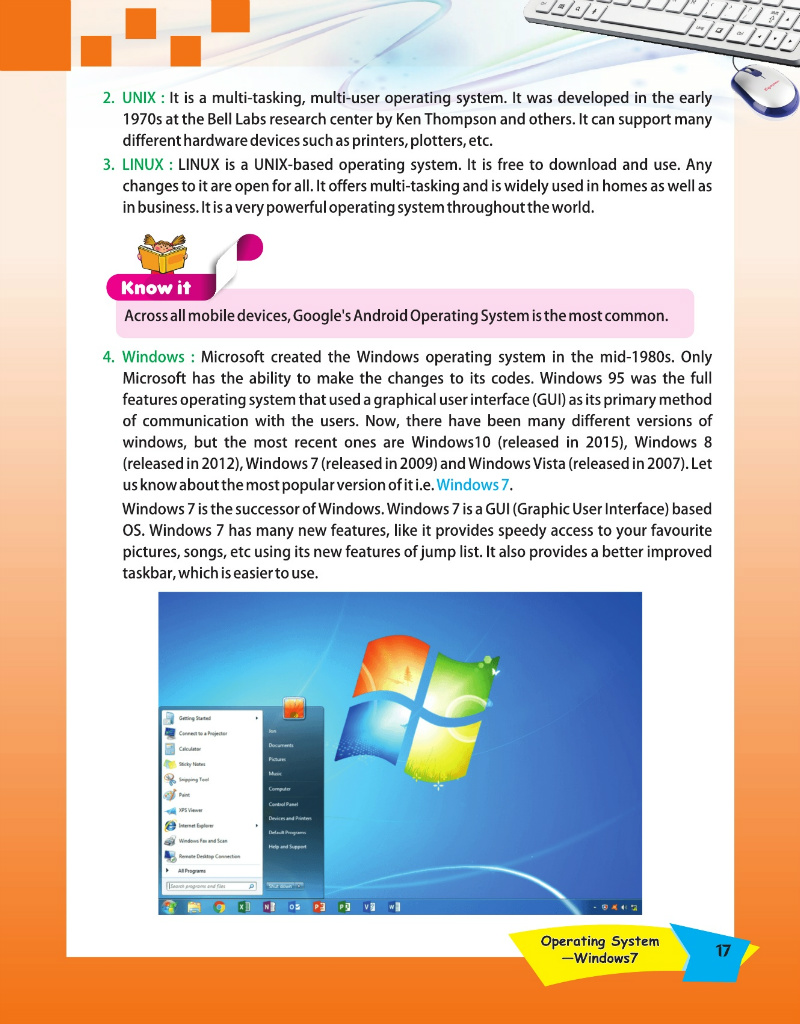 2. UNIX : It is a multi-tasking, multi-user operating system. It was developed in the early
1970s at the Bell Labs research center by Ken Thompson and others. It can support many
different hardware devices such as printers, plotters, etc.
3. LINUX : LINUX is a UNIX-based operating system. It is free to download and use. Any
changes to it are open for all. It offers multi-tasking and is widely used in homes as well as
in business. It is a very powerful operating system throughout the world.
Know it
Across all mobile devices, Google's Android Operating System is the most common.
4. Windows : Microsoft created the Windows operating system in the mid-1980s. Only
Microsoft has the ability to make the changes to its codes. Windows 95 was the full
features operating system that used a graphical user interface (GUI) as its primary method
of communication with the users. Now, there have been many different versions of
windows, but the most recent ones are Windows10 (released in 2015), Windows 8
(released in 2012), Windows 7 (released in 2009) and Windows Vista (released in 2007). Let
us know about the most popular version of it i.e. Windows 7.
Windows 7 is the successor of Windows. Windows 7 is a GUI (Graphic User Interface) based
OS. Windows 7 has many new features, like it provides speedy access to your favourite
pictures, songs, etc using its new features of jump list. It also provides a better improved
taskbar, which is easier to use.
Getting Started
Connect to a Projector
Calculator
Sticky Notes
Snipping Tool
Paint
XPS Viewer
Internet Explorer
Windows Fax and Scan
Remote Desktop Connection
All Programs
Search programs and files
Documents
Pictures
Music
Computer
Control Panel
Devices and Printers
Default Programs
Help and Support
Shut down
Operating System
—Windows7
17